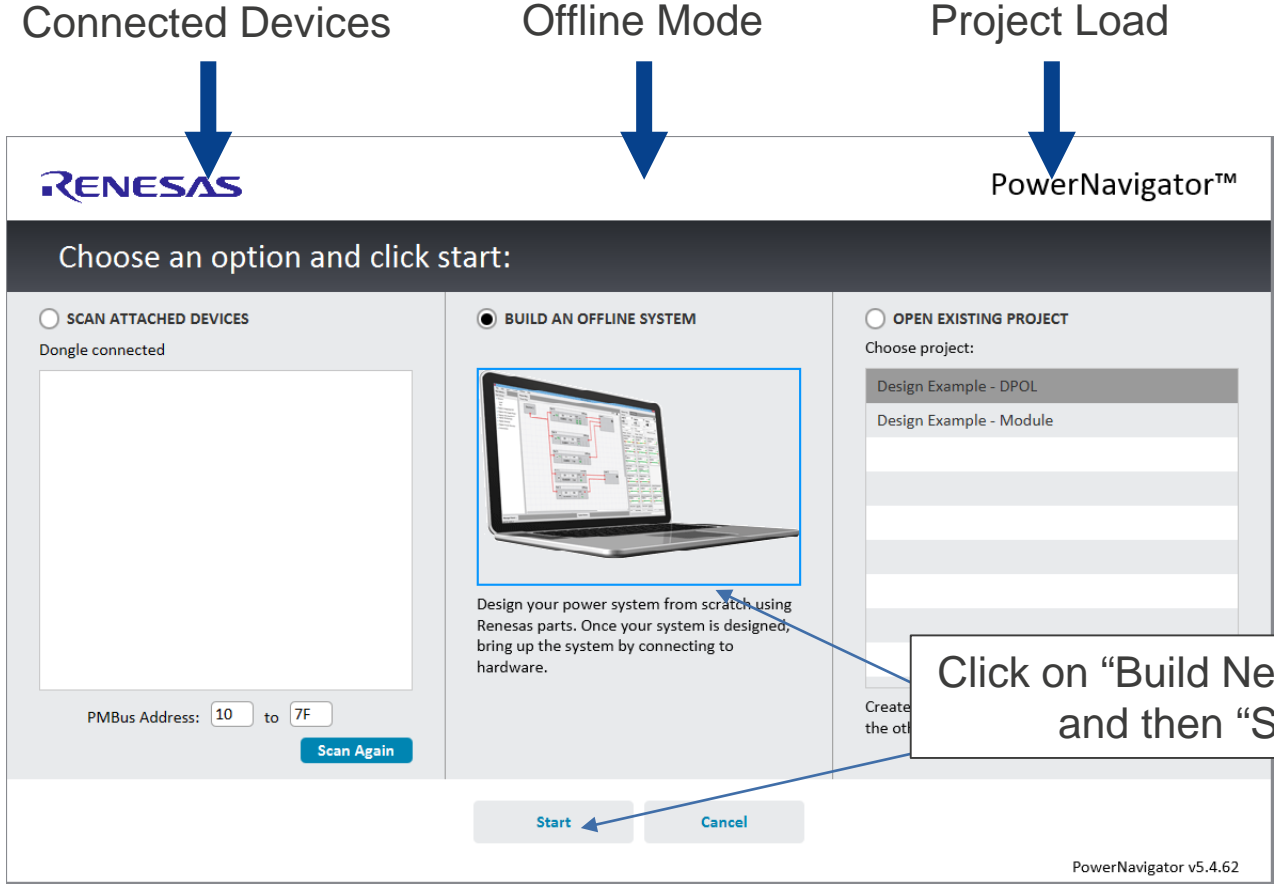 Connected Devices
Offline Mode
Project Load
RENESAS
PowerNavigator™
Choose an option and click start:
SCAN ATTACHED DEVICES
Dongle connected
PMBus Address: 10 to 7F
Scan Again
BUILD AN OFFLINE SYSTEM
Design your power system from scratch using
Renesas parts. Once your system is designed,
bring up the system by connecting to
hardware.
OPEN EXISTING PROJECT
Choose project:
Design Example - DPOL
Design Example - Module
Create
the ot
Click on “Build Ne
and then “S
Start
Cancel
PowerNavigator v5.4.62